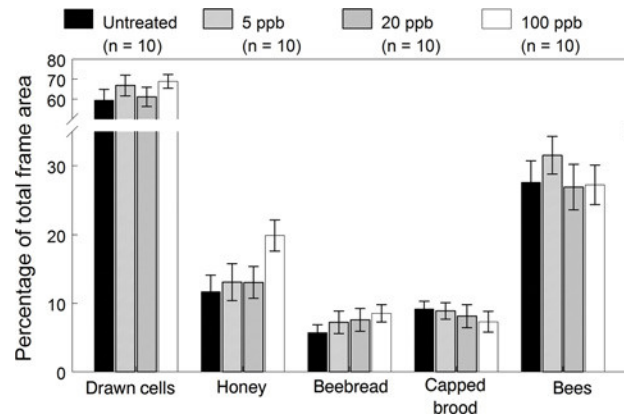 Untreated 5 ppb 20 ppb 100 ppb
(n = 10) (n = 10) (n = 10) (n = 10)
Percentage of total frame area
80
70
60
30
20
10
0
Drawn cells Honey Beebread Capped brood Bees